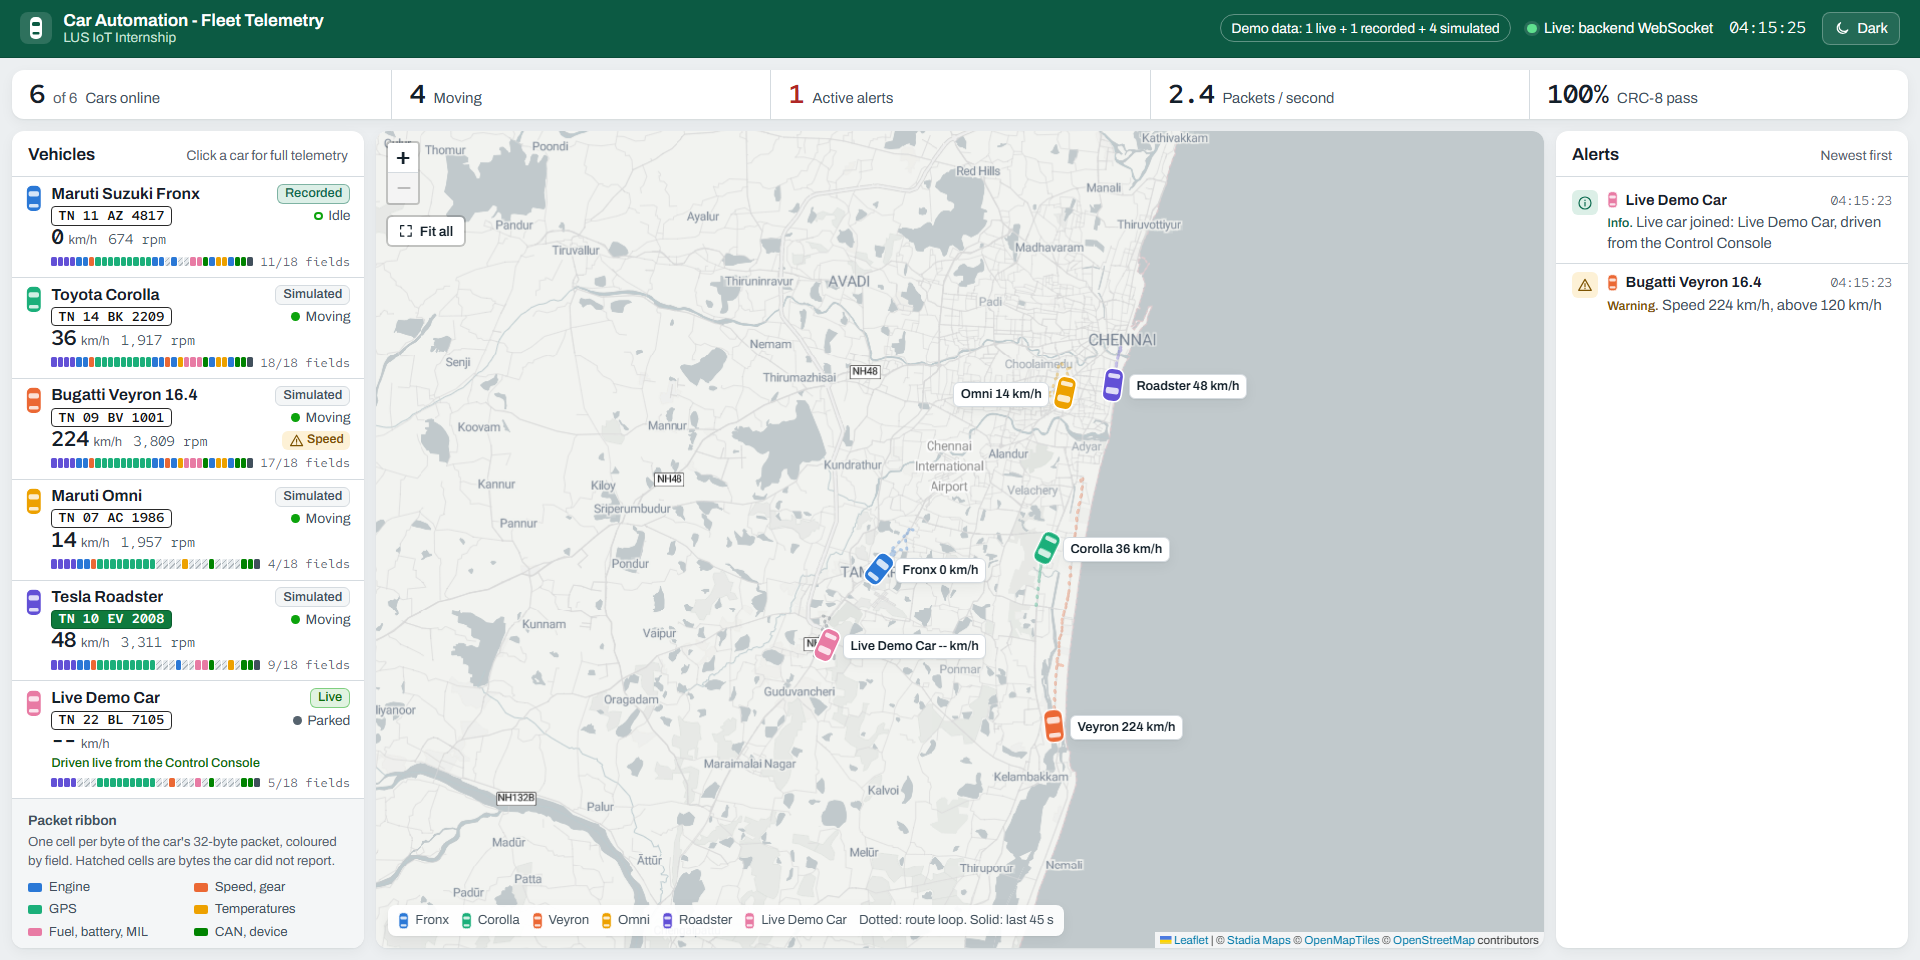 Car Automation - Fleet Telemetry
LUS IoT Internship
Demo data: 1 live + 1 recorded + 4 simulated
Live: backend WebSocket
04:15:25
Dark
6 of 6 Cars online
4 Moving
1 Active alerts
2.4 Packets / second
100% CRC-8 pass
Vehicles
Click a car for full telemetry
Maruti Suzuki Fronx
Recorded
TN 11 AZ 4817
Idle
0 km/h 674 rpm
11/18 fields
Toyota Corolla
Simulated
TN 14 BK 2209
Moving
36 km/h 1,917 rpm
18/18 fields
Bugatti Veyron 16.4
Simulated
TN 09 BV 1001
Moving
224 km/h 3,809 rpm
Speed
17/18 fields
Maruti Omni
Simulated
TN 07 AC 1986
Moving
14 km/h 1,957 rpm
4/18 fields
Tesla Roadster
Simulated
TN 10 EV 2008
Moving
48 km/h 3,311 rpm
9/18 fields
Live Demo Car
Live
TN 22 BL 7105
Parked
-- km/h
Driven live from the Control Console
5/18 fields
Packet ribbon
One cell per byte of the car's 32-byte packet, coloured
by field. Hatched cells are bytes the car did not report.
Engine
Speed, gear
GPS
Temperatures
Fuel, battery, MIL
CAN, device
+
−
Fit all
Kathivakkam
Thomur
Poondi
Red Hills
Manali
Ayalur
Pandur
Thiruvottiyur
Tiruvallur
Madhavaram
Thiruninravur
AVADI
Padi
CHENNAI
Nemam
Senji
Choolaimedu
Thirumazhisai
NH48
Omni 14 km/h
Roadster 48 km/h
Koovam
Mannur
Chennai
International
Airport
Alandur
Adyar
Kundrathur
NH48
Kannur
Kiloy
Velachery
Sriperumbudur
Pannur
Corolla 36 km/h
Pondur
Fronx 0 km/h
Kunnam
Vaipur
Live Demo Car -- km/h
Ponmar
Guduvancheri
Oragadam
liyanoor
Veyron 224 km/h
Maraimalai Nagar
Kelambakkam
Kalvoi
NH132B
Palur
Madūr
Melūr
Āttūr
Thiruporur
Nemali
Patta
Padūr
Fronx
Corolla
Veyron
Omni
Roadster
Live Demo Car
Dotted: route loop. Solid: last 45 s
Leaflet | © Stadia Maps © OpenMapTiles © OpenStreetMap contributors
Alerts
Newest first
Live Demo Car
04:15:23
Info. Live car joined: Live Demo Car, driven
from the Control Console
Bugatti Veyron 16.4
04:15:23
Warning. Speed 224 km/h, above 120 km/h